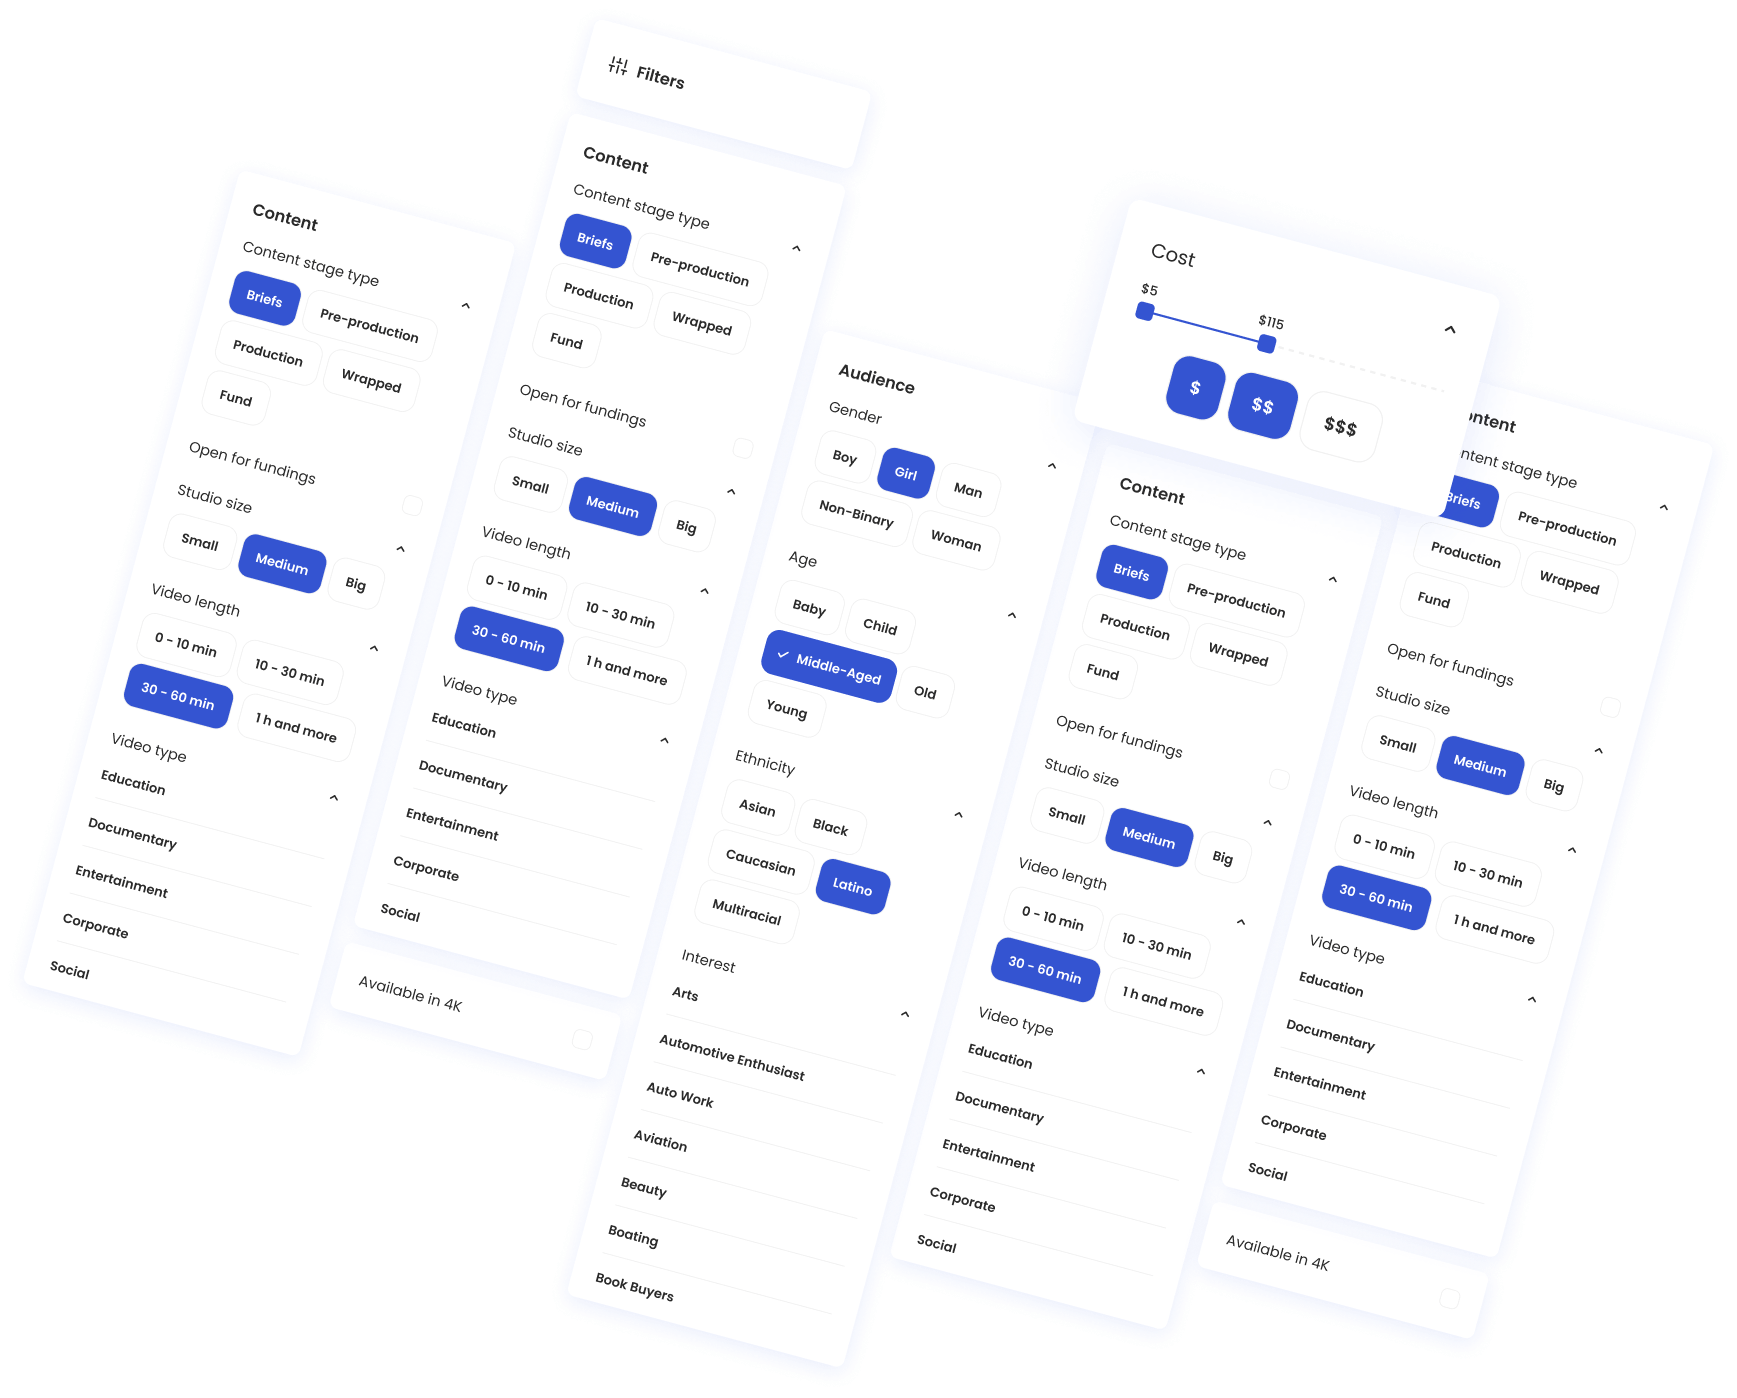 Filters
Content
Content stage type
Briefs Pre-production
Production Wrapped
Fund
Open for fundings
Studio size
Small Medium Big
Video length
0 - 10 min 10 - 30 min
30 - 60 min 1 h and more
Video type
Education
Documentary
Entertainment
Corporate
Social
Content
Content stage type
Briefs Pre-production
Production Wrapped
Fund
Open for fundings
Studio size
Small Medium Big
Video length
0 - 10 min 10 - 30 min
30 - 60 min 1 h and more
Video type
Education
Documentary
Entertainment
Corporate
Social
Available in 4K
Audience
Gender
Boy Girl Man
Non-Binary Woman
Age
Baby Child
Middle-Aged Old
Young
Ethnicity
Asian Black
Caucasian Latino
Multiracial
Interest
Arts
Automotive Enthusiast
Auto Work
Aviation
Beauty
Boating
Book Buyers
Cost
$5 $115
$ $$ $$$
Content
Content stage type
Briefs Pre-production
Production Wrapped
Fund
Open for fundings
Studio size
Small Medium Big
Video length
0 - 10 min 10 - 30 min
30 - 60 min 1 h and more
Video type
Education
Documentary
Entertainment
Corporate
Social
ontent
ntent stage type
Briefs Pre-production
Production Wrapped
Fund
Open for fundings
Studio size
Small Medium Big
Video length
0 - 10 min 10 - 30 min
30 - 60 min 1 h and more
Video type
Education
Documentary
Entertainment
Corporate
Social
Available in 4K